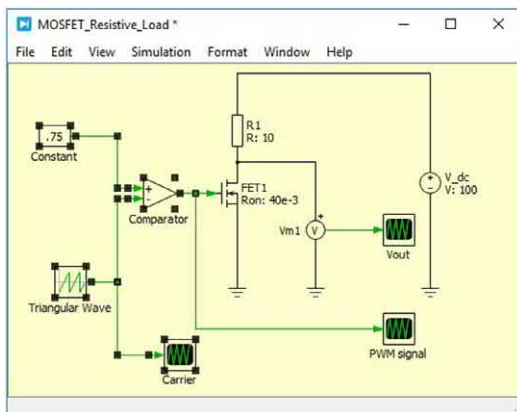 MOSFET_Resistive_Load *
File Edit View Simulation Format Window Help
.75
Constant
R1
R: 10
+
-
Comparator
FET1
Ron: 40e-3
V_dc
V: 100
+
-
Vm1
+
V
Vout
Triangular Wave
Carrier
PWM signal